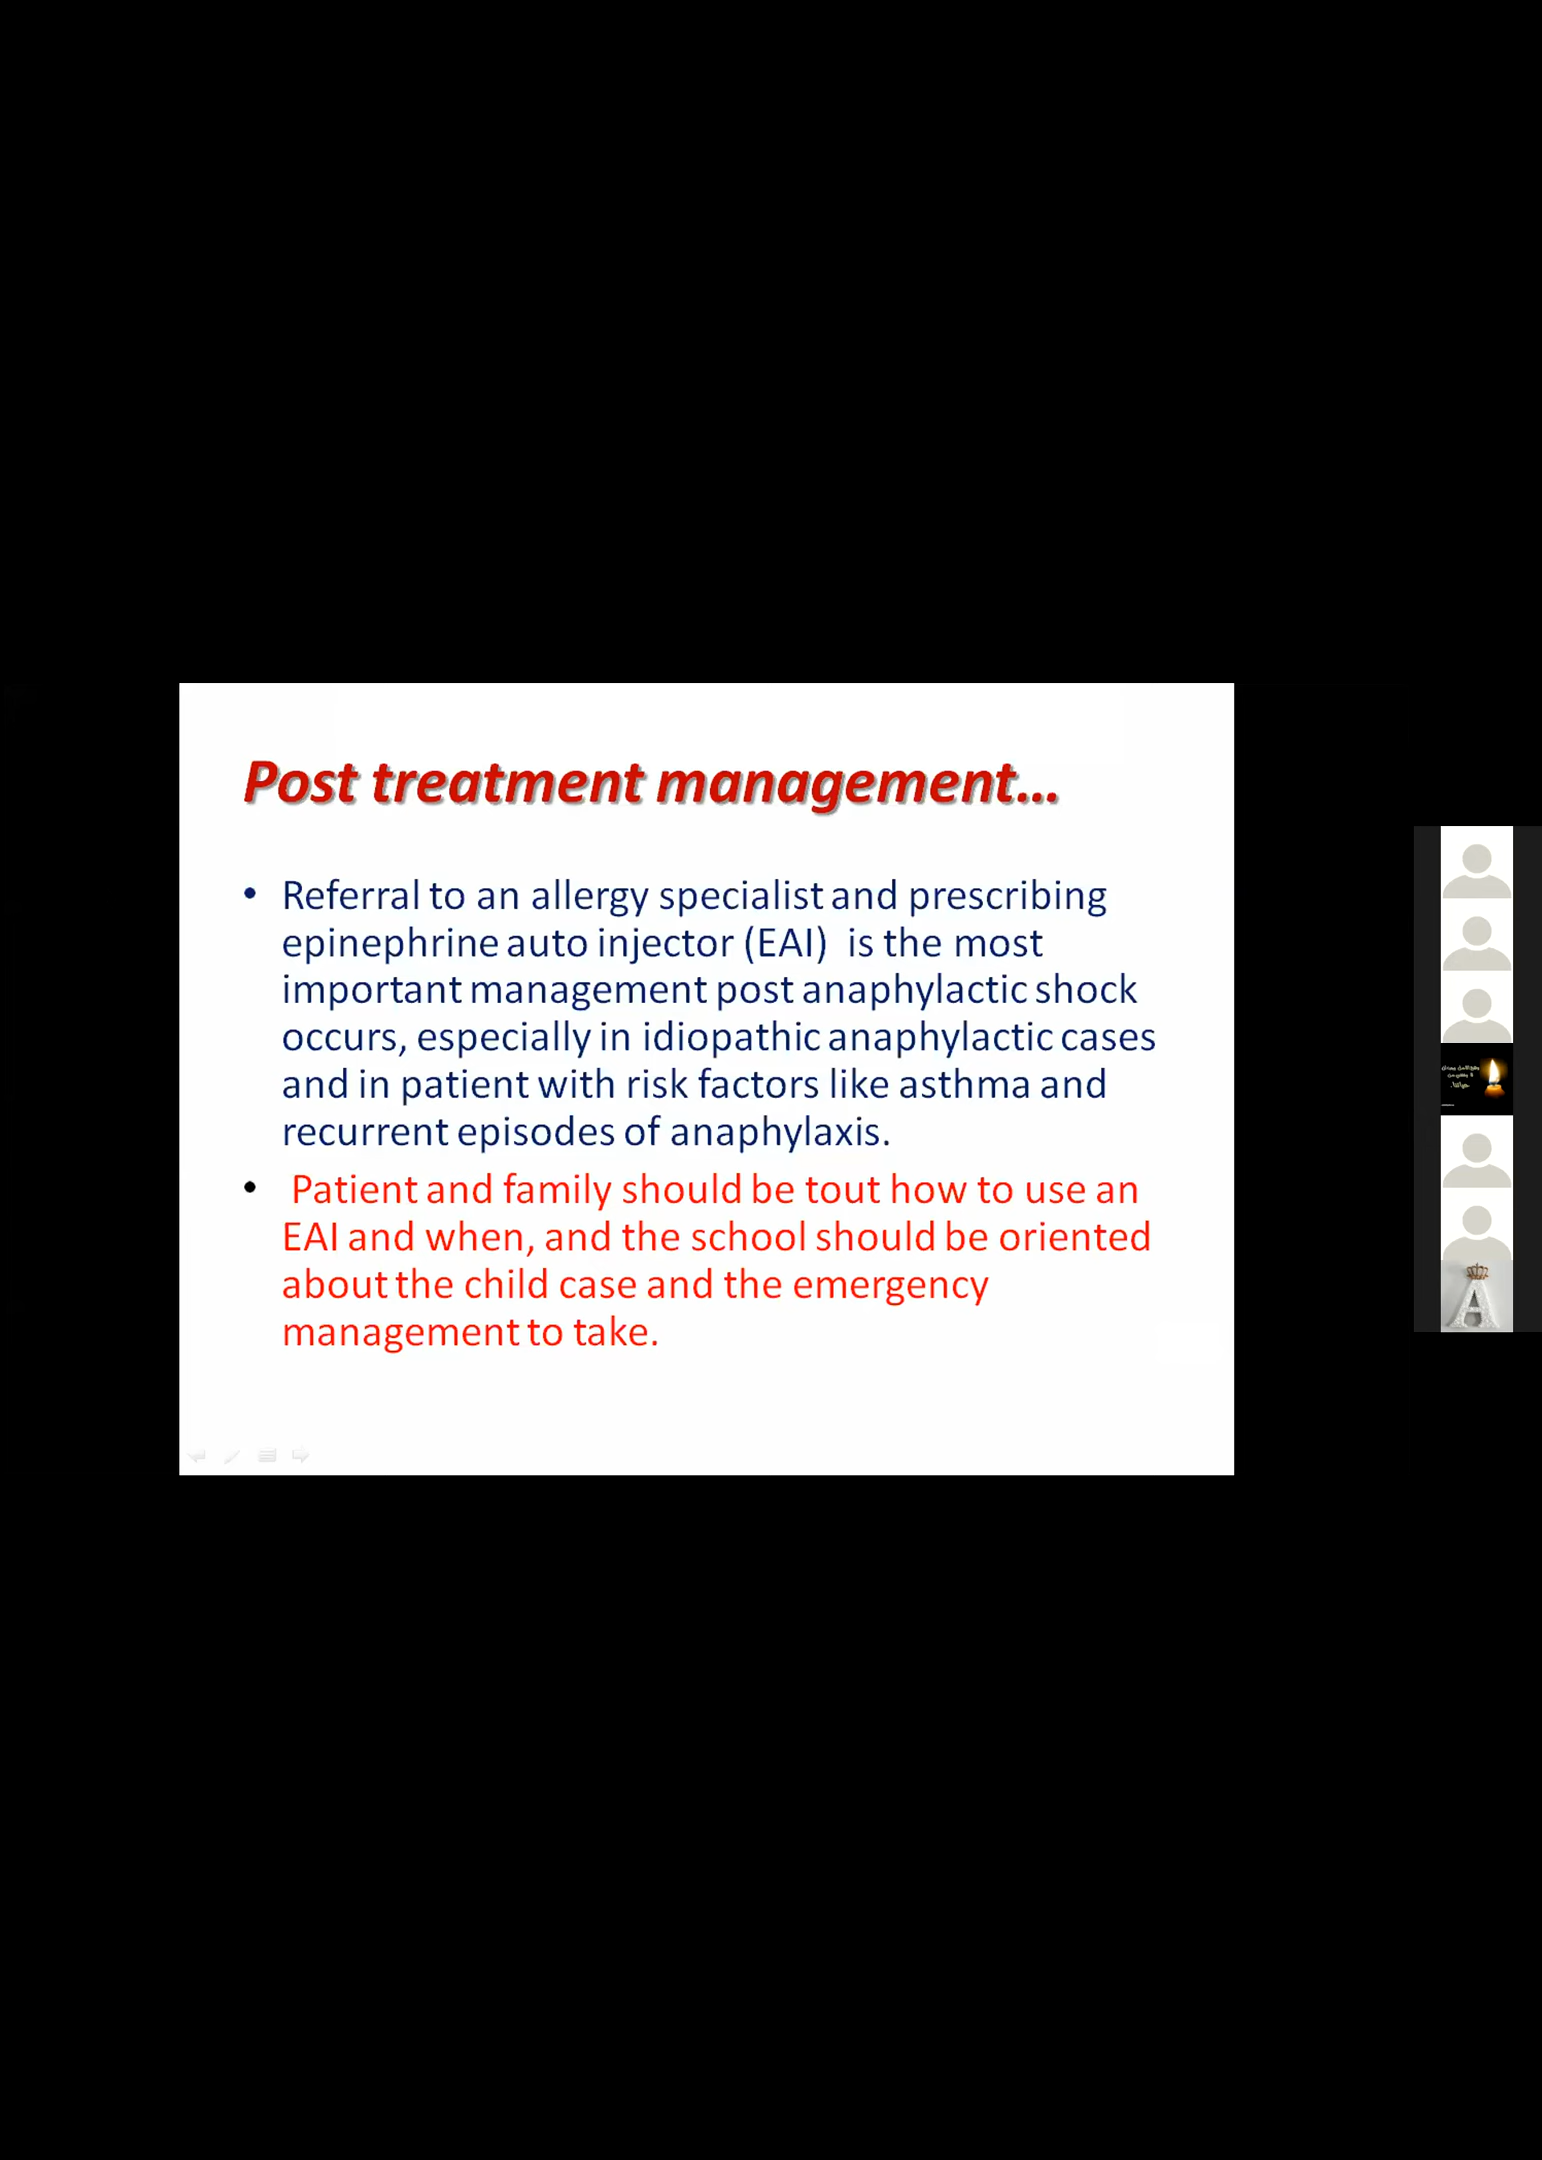 Post treatment management...
• Referral to an allergy specialist and prescribing
epinephrine auto injector (EAI) is the most
important management post anaphylactic shock
occurs, especially in idiopathic anaphylactic cases
and in patient with risk factors like asthma and
recurrent episodes of anaphylaxis.
• Patient and family should be tout how to use an
EAI and when, and the school should be oriented
about the child case and the emergency
management to take.
A